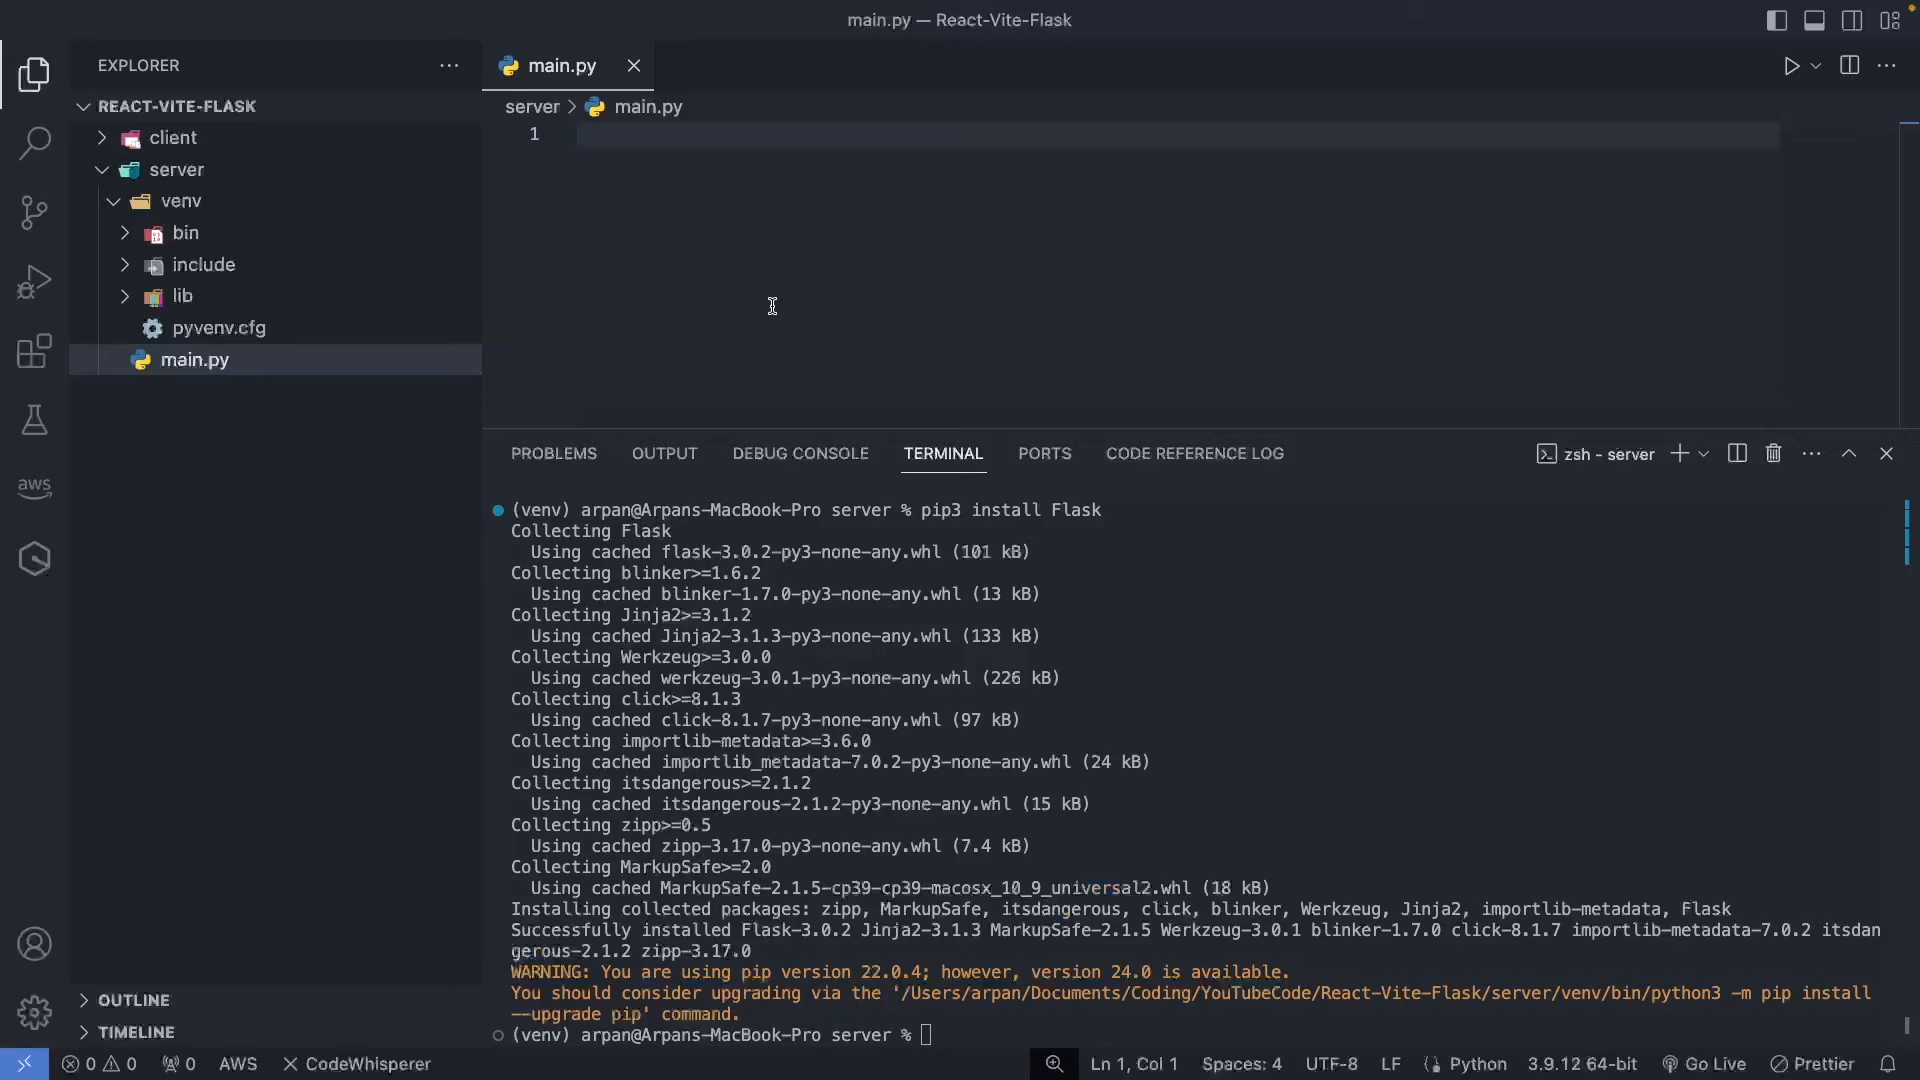 main.py — React-Vite-Flask
EXPLORER
main.py
REACT-VITE-FLASK
server
main.py
client
1
server
venv
bin
include
lib
pyvenv.cfg
main.py
aws
PROBLEMS
OUTPUT
DEBUG CONSOLE
TERMINAL
PORTS
CODE REFERENCE LOG
zsh - server
(venv) arpan@Arpans-MacBook-Pro server % pip3 install Flask
Collecting Flask
Using cached flask-3.0.2-py3-none-any.whl (101 kB)
Collecting blinker>=1.6.2
Using cached blinker-1.7.0-py3-none-any.whl (13 kB)
Collecting Jinja2>=3.1.2
Using cached Jinja2-3.1.3-py3-none-any.whl (133 kB)
Collecting Werkzeug>=3.0.0
Using cached werkzeug-3.0.1-py3-none-any.whl (226 kB)
Collecting click>=8.1.3
Using cached click-8.1.7-py3-none-any.whl (97 kB)
Collecting importlib-metadata>=3.6.0
Using cached importlib_metadata-7.0.2-py3-none-any.whl (24 kB)
Collecting itsdangerous>=2.1.2
Using cached itsdangerous-2.1.2-py3-none-any.whl (15 kB)
Collecting zipp>=0.5
Using cached zipp-3.17.0-py3-none-any.whl (7.4 kB)
Collecting MarkupSafe>=2.0
Using cached MarkupSafe-2.1.5-cp39-cp39-macosx_10_9_universal2.whl (18 kB)
Installing collected packages: zipp, MarkupSafe, itsdangerous, click, blinker, Werkzeug, Jinja2, importlib-metadata, Flask
Successfully installed Flask-3.0.2 Jinja2-3.1.3 MarkupSafe-2.1.5 Werkzeug-3.0.1 blinker-1.7.0 click-8.1.7 importlib-metadata-7.0.2 itsdan
gerous-2.1.2 zipp-3.17.0
WARNING: You are using pip version 22.0.4; however, version 24.0 is available.
You should consider upgrading via the '/Users/arpan/Documents/Coding/YouTubeCode/React-Vite-Flask/server/venv/bin/python3 -m pip install
--upgrade pip' command.
(venv) arpan@Arpans-MacBook-Pro server %
OUTLINE
TIMELINE
0 0 0 AWS CodeWhisperer
Ln 1, Col 1 Spaces: 4 UTF-8 LF Python 3.9.12 64-bit Go Live Prettier